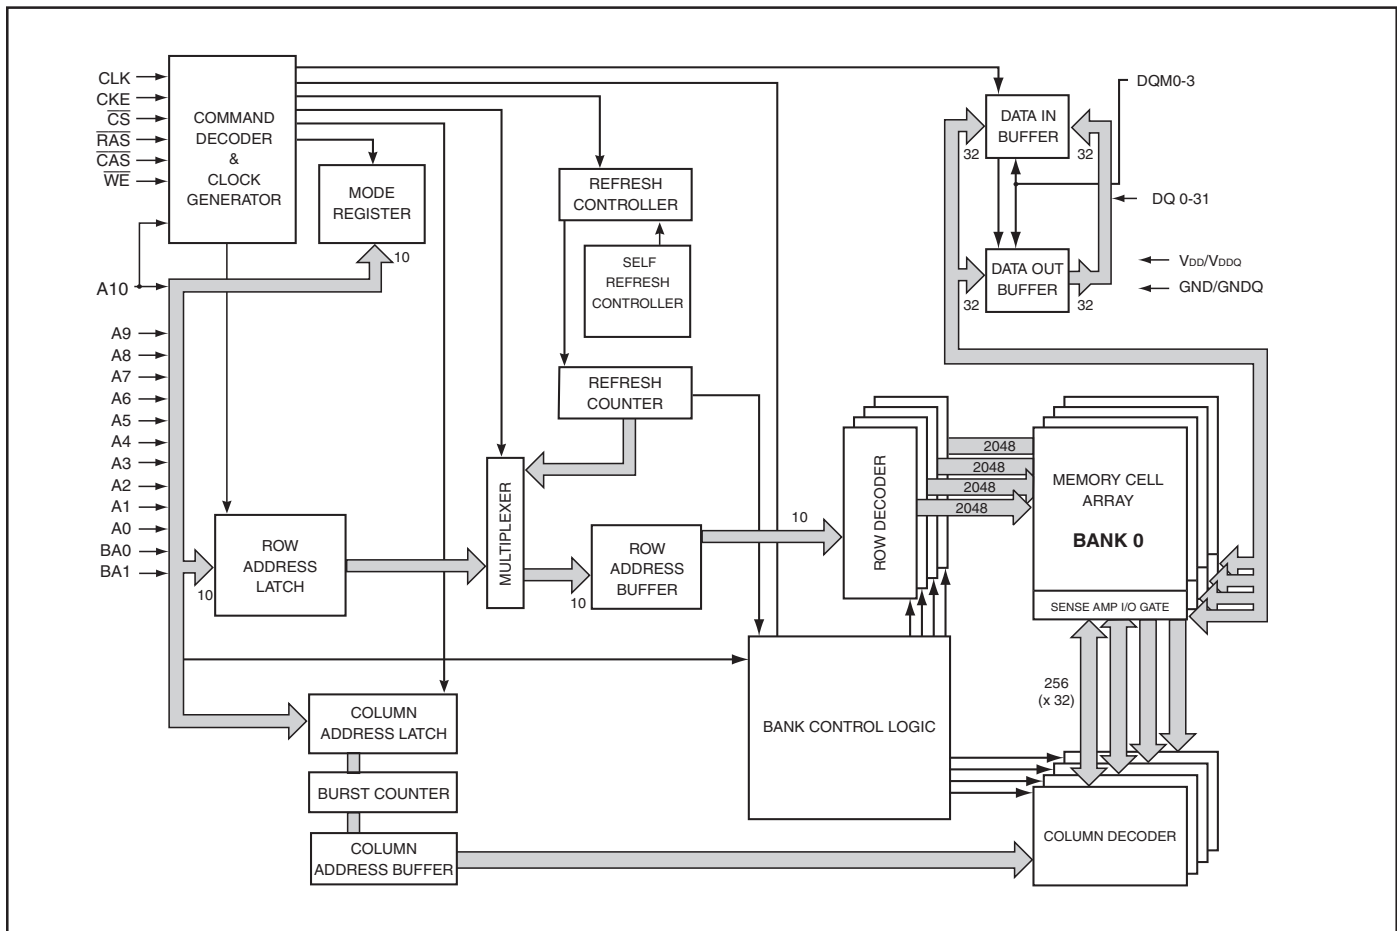 CLK
CKE
C̅S̅
R̅A̅S̅
C̅A̅S̅
W̅E̅
A10
A9
A8
A7
A6
A5
A4
A3
A2
A1
A0
BA0
BA1
COMMAND
DECODER
&
CLOCK
GENERATOR
MODE
REGISTER
10
REFRESH
CONTROLLER
SELF
REFRESH
CONTROLLER
REFRESH
COUNTER
DATA IN
BUFFER
32
32
DATA OUT
BUFFER
32
32
DQM0-3
DQ 0-31
VDD/VDDQ
GND/GNDQ
10
ROW
ADDRESS
LATCH
MULTIPLEXER
10
ROW
ADDRESS
BUFFER
10
ROW DECODER
2048
2048
2048
2048
MEMORY CELL
ARRAY
BANK 0
SENSE AMP I/O GATE
256
(x 32)
BANK CONTROL LOGIC
COLUMN
ADDRESS LATCH
BURST COUNTER
COLUMN
ADDRESS BUFFER
COLUMN DECODER